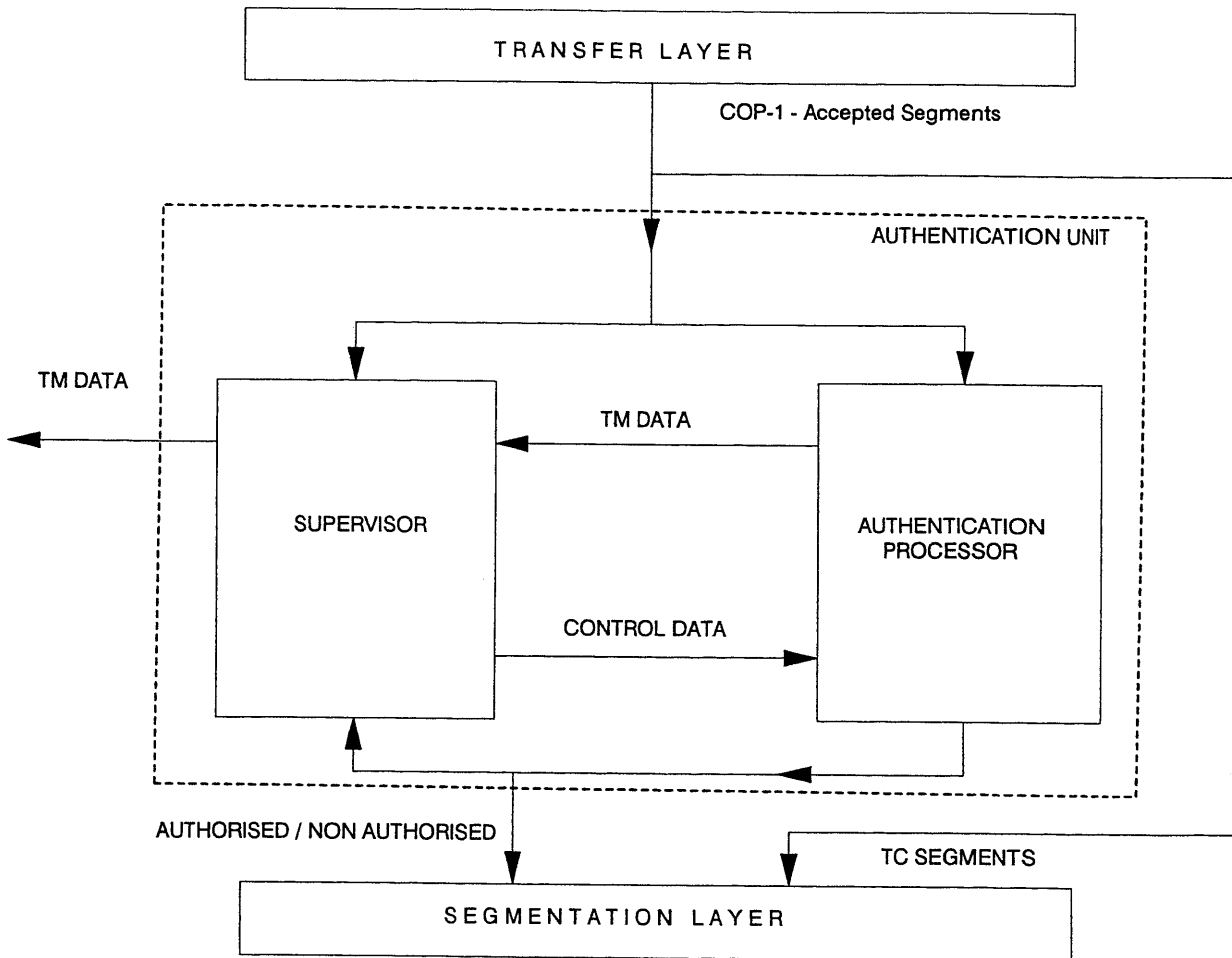 TRANSFER LAYER
COP-1 - Accepted Segments
AUTHENTICATION UNIT
TM DATA
TM DATA
SUPERVISOR
AUTHENTICATION
PROCESSOR
CONTROL DATA
AUTHORISED / NON AUTHORISED
TC SEGMENTS
SEGMENTATION LAYER